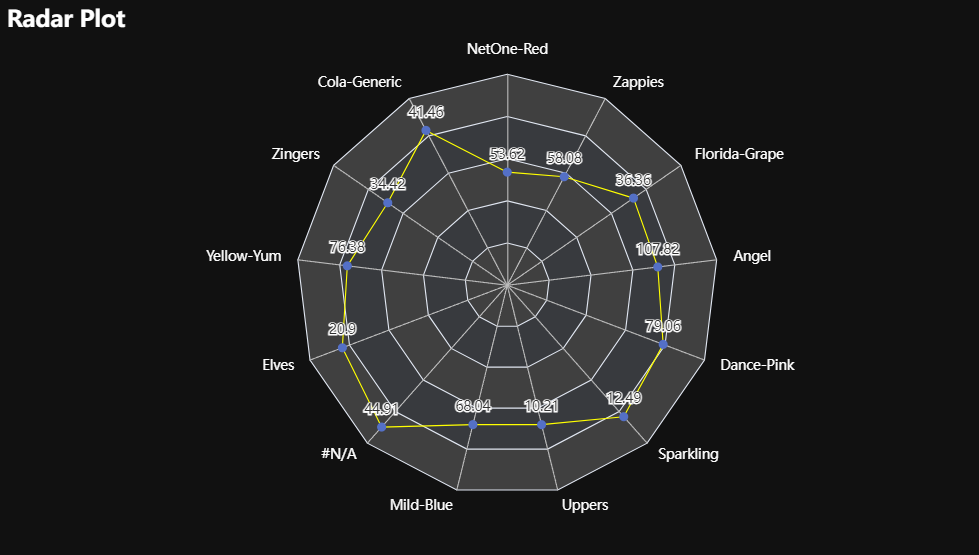 Radar Plot
NetOne-Red
Cola-Generic
Zappies
41.46
Zingers
53.62
58.08
Florida-Grape
34.42
36.36
Yellow-Yum
76.38
107.82
Angel
20.9
79.06
Elves
Dance-Pink
44.91
68.04
10.21
12.49
#N/A
Sparkling
Mild-Blue
Uppers